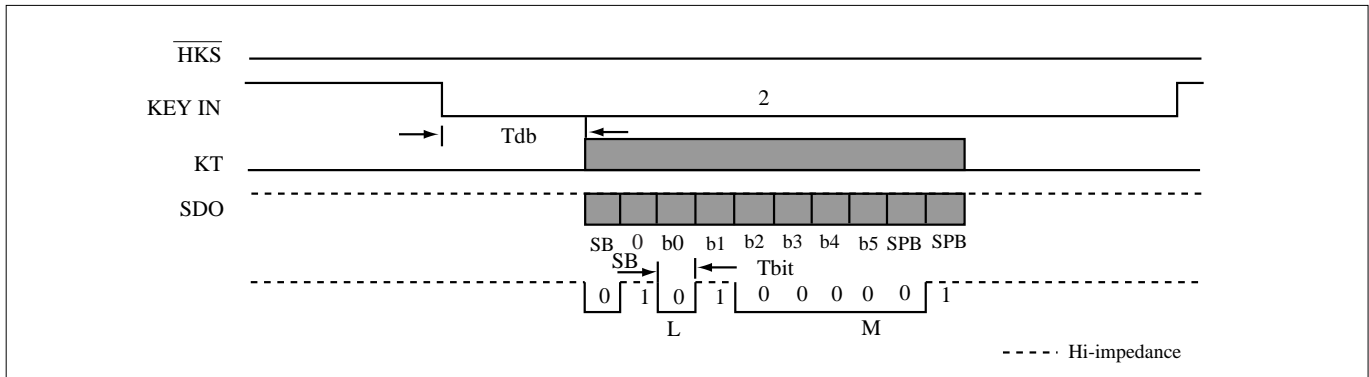 HKS
KEY IN
2
Tdb
KT
SDO
SB 0 b0 b1 b2 b3 b4 b5 SPB SPB
SB
Tbit
0 1 0 1 0 0 0 0 0 1
L M
Hi-impedance